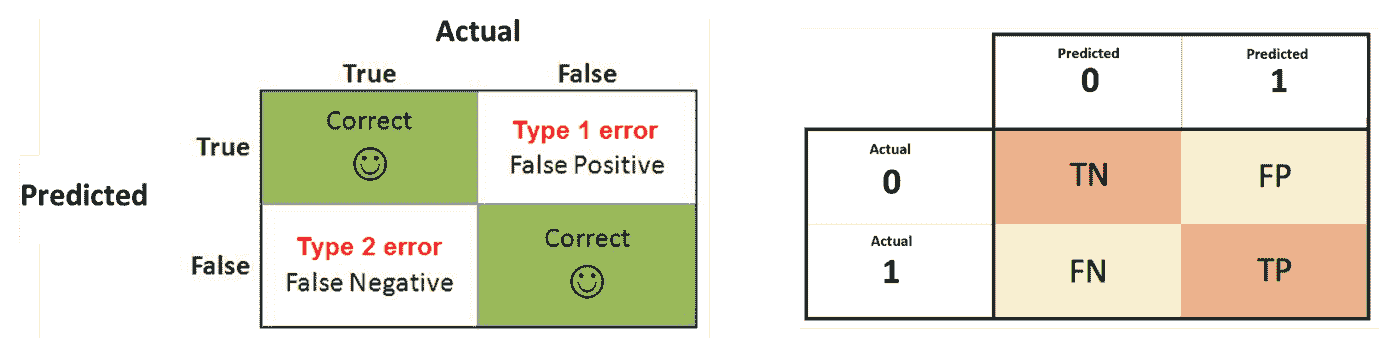 Actual
True False
Correct
Type 1 error
True
False Positive
Predicted
Type 2 error
Correct
False
False Negative
Predicted Predicted
0 1
Actual
0
TN FP
Actual
1
FN TP